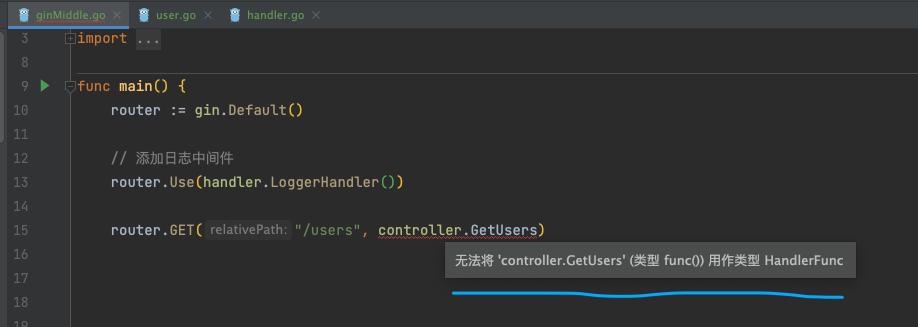 ginMiddle.go user.go handler.go
3 import ...
8
9 func main() {
10 router := gin.Default()
11
12 // 添加日志中间件
13 router.Use(handler.LoggerHandler())
14
15 router.GET( relativePath: "/users", controller.GetUsers)
16
无法将 'controller.GetUsers' (类型 func()) 用作类型 HandlerFunc
17
18
19